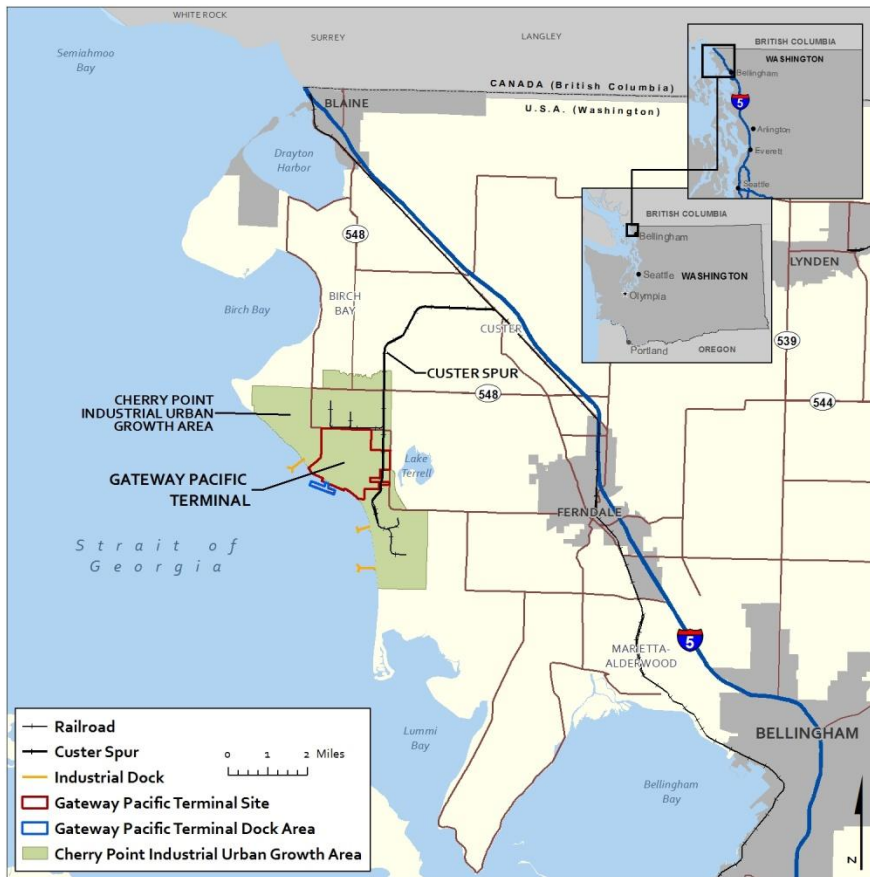 WHITE ROCK
SURREY
LANGLEY
Semiahmoo
Bay
CANADA (British Columbia)
U.S.A. (Washington)
BLAINE
Drayton
Harbor
548
BIRCH
BAY
Birch Bay
CUSTER
CUSTER SPUR
548
CHERRY POINT
INDUSTRIAL URBAN
GROWTH AREA
GATEWAY PACIFIC
TERMINAL
Lake
Terrell
FERNDALE
Strait of
Georgia
LYNDEN
539
544
5
MARIETTA-
ALDERWOOD
BELLINGHAM
Lummi
Bay
Bellingham
Bay
BRITISH COLUMBIA
WASHINGTON
Bellingham
5
Arlington
Everett
Seattle
BRITISH COLUMBIA
Bellingham
Seattle
WASHINGTON
Olympia
Portland
OREGON
Railroad
Custer Spur
Industrial Dock
Gateway Pacific Terminal Site
Gateway Pacific Terminal Dock Area
Cherry Point Industrial Urban Growth Area
0 2 Miles
N